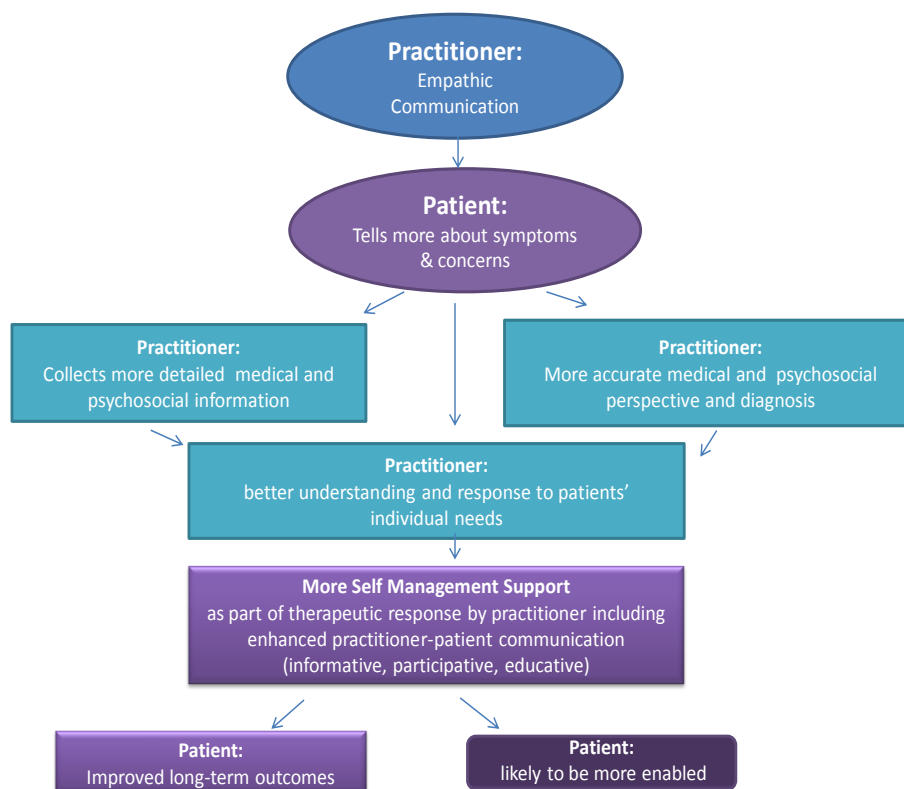 Practitioner:
Empathic
Communication
Patient:
Tells more about symptoms
& concerns
Practitioner:
Collects more detailed medical and
psychosocial information
Practitioner:
More accurate medical and psychosocial
perspective and diagnosis
Practitioner:
better understanding and response to patients’
individual needs
More Self Management Support
as part of therapeutic response by practitioner including
enhanced practitioner-patient communication
(informative, participative, educative)
Patient:
Improved long-term outcomes
Patient:
likely to be more enabled